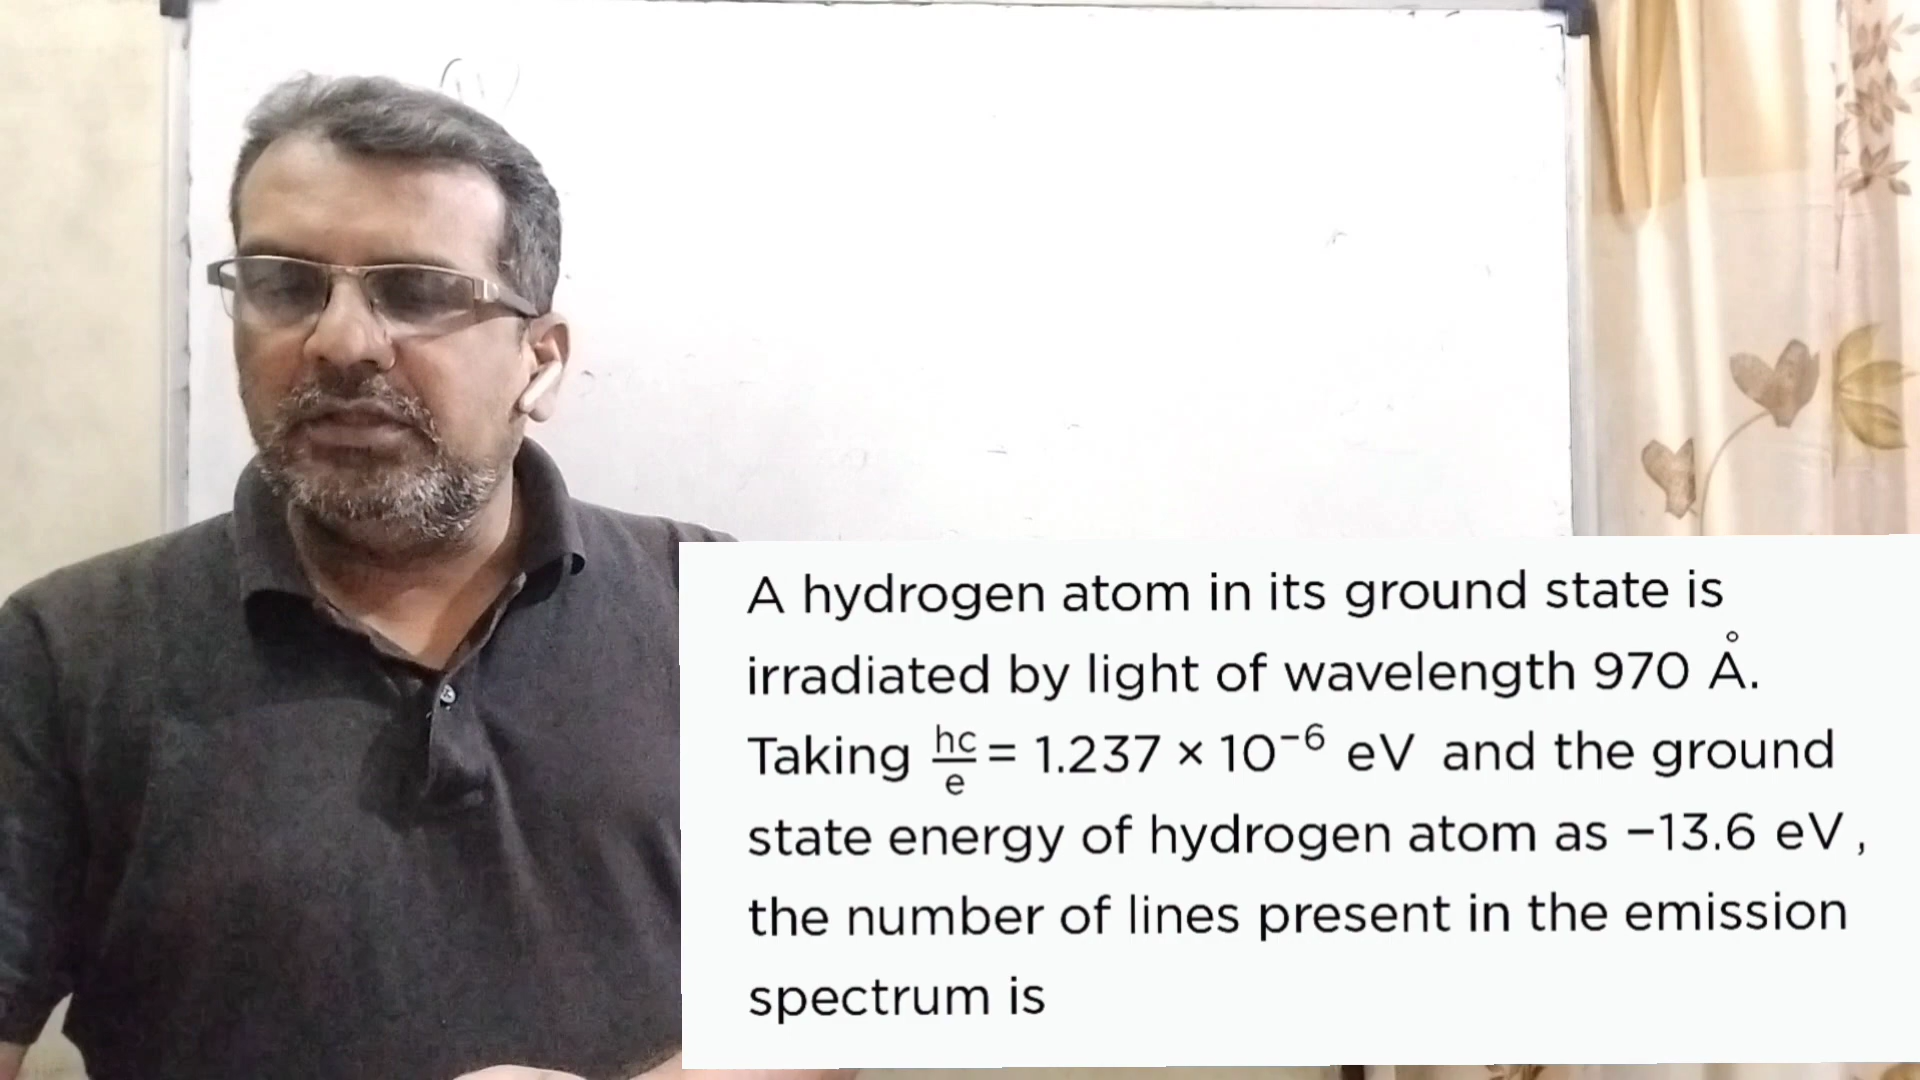 A hydrogen atom in its ground state is
irradiated by light of wavelength 970 Å.
Taking hc/e = 1.237 × 10⁻⁶ eV and the ground
state energy of hydrogen atom as −13.6 eV,
the number of lines present in the emission
spectrum is